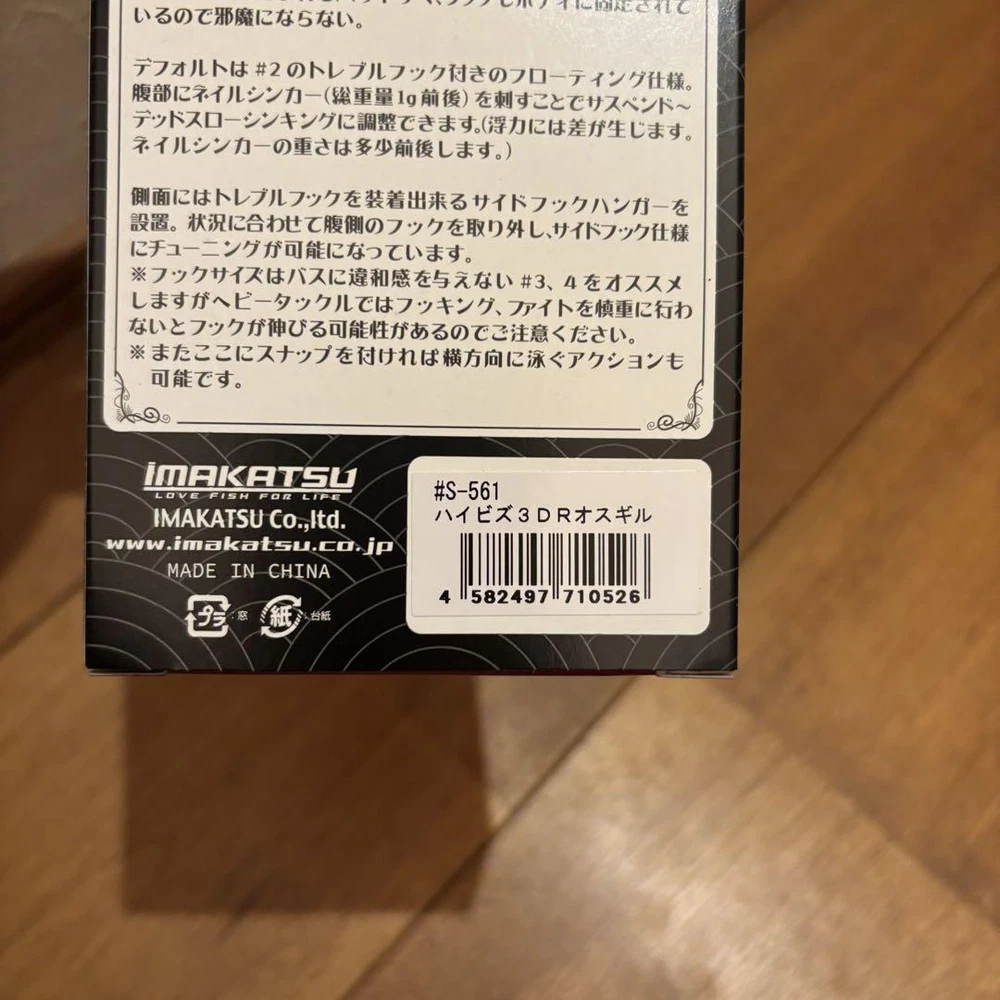 に固定されて
いるので邪魔にならない。
デフォルトは #2 のトレブルフック付きのフローティング仕様。
腹部にネイルシンカー(総重量1g前後)を刺すことでサスペンド〜
デッドスローシンキングに調整できます。(浮力には差が生じます。
ネイルシンカーの重さは多少前後します。)
側面にはトレブルフックを装着出来るサイドフックハンガーを
設置。状況に合わせて腹側のフックを取り外し、サイドフック仕様
にチューニングが可能になっています。
※フックサイズはバスに違和感を与えない #3、4をオススメ
しますがヘビータックルではフッキング、ファイトを慎重に行わ
ないとフックが伸びる可能性があるのでご注意ください。
※またここにスナップを付ければ横方向に泳ぐアクションも
可能です。
IMAKATSU
LOVE FISH FOR LIFE
IMAKATSU Co.,ltd.
www.imakatsu.co.jp
MADE IN CHINA
プラ:窓 紙:台紙
#S-561
ハイビズ3DRオスギル
4 582497 710526